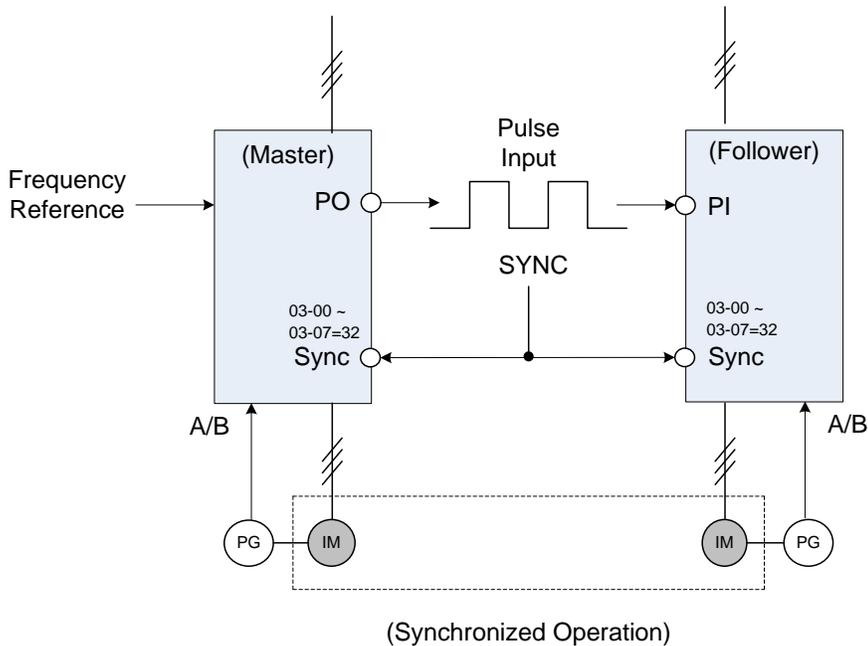 (Master)
(Follower)
Pulse
Input
Frequency
Reference
PO
PI
SYNC
03-00 ~
03-07=32
Sync
03-00 ~
03-07=32
Sync
A/B
A/B
PG
IM
IM
PG
(Synchronized Operation)